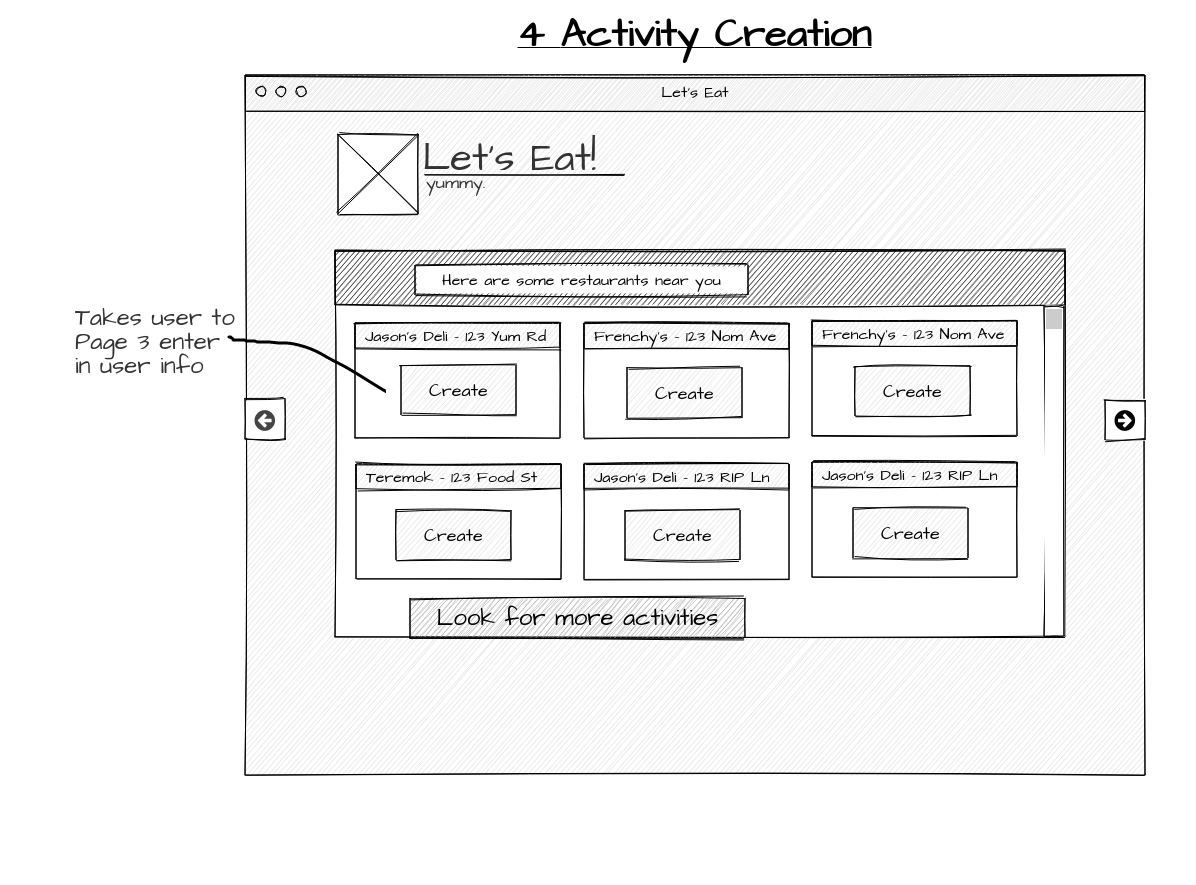 4 Activity Creation
Let's Eat
Let's Eat!
yummy.
Here are some restaurants near you
Takes user to
Page 3 enter
in user info
Jason's Deli - 123 Yum Rd
Create
Frenchy's - 123 Nom Ave
Create
Frenchy's - 123 Nom Ave
Create
Teremok - 123 Food St
Create
Jason's Deli - 123 RIP Ln
Create
Jason's Deli - 123 RIP Ln
Create
Look for more activities